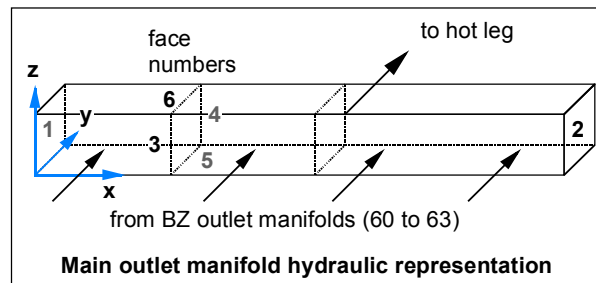 to hot leg
face
numbers
z
6
4
y
1
3
2
5
x
from BZ outlet manifolds (60 to 63)
Main outlet manifold hydraulic representation